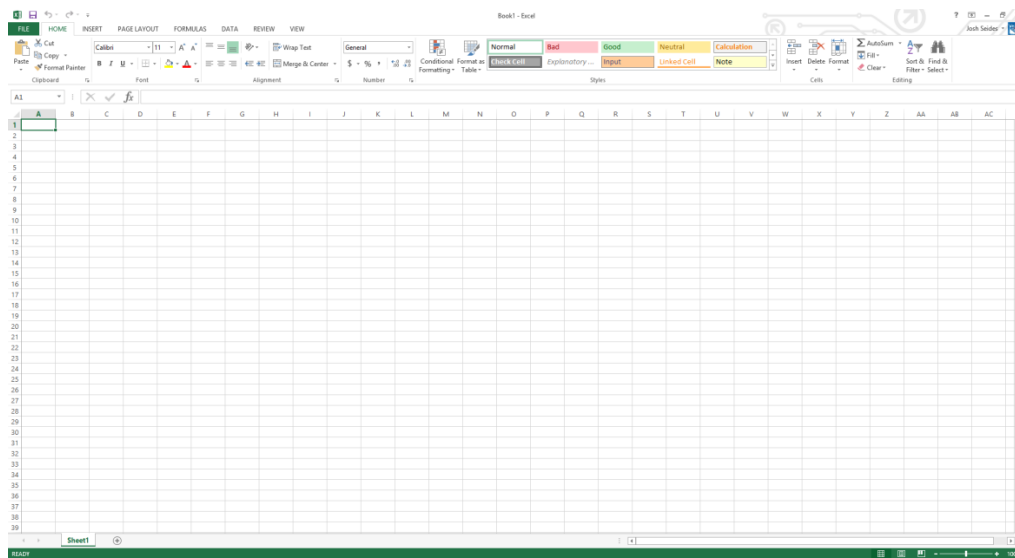 Book1 - Excel
FILE HOME INSERT PAGE LAYOUT FORMULAS DATA REVIEW VIEW
Josh Seides
Paste
Cut
Copy
Format Painter
Clipboard
Calibri 11 A A
B I U A
Font
Wrap Text
Merge & Center
Alignment
General
$ % ,
Number
Conditional Formatting
Format as Table
Normal Bad Good Neutral Calculation
Check Cell Explanatory ... Input Linked Cell Note
Styles
Insert Delete Format
Cells
AutoSum
Fill
Clear
Sort & Filter
Find & Select
Editing
A1 fx
A B C D E F G H I J K L M N O P Q R S T U V W X Y Z AA AB AC
1
2
3
4
5
6
7
8
9
10
11
12
13
14
15
16
17
18
19
20
21
22
23
24
25
26
27
28
29
30
31
32
33
34
35
36
37
38
39
Sheet1
READY 100